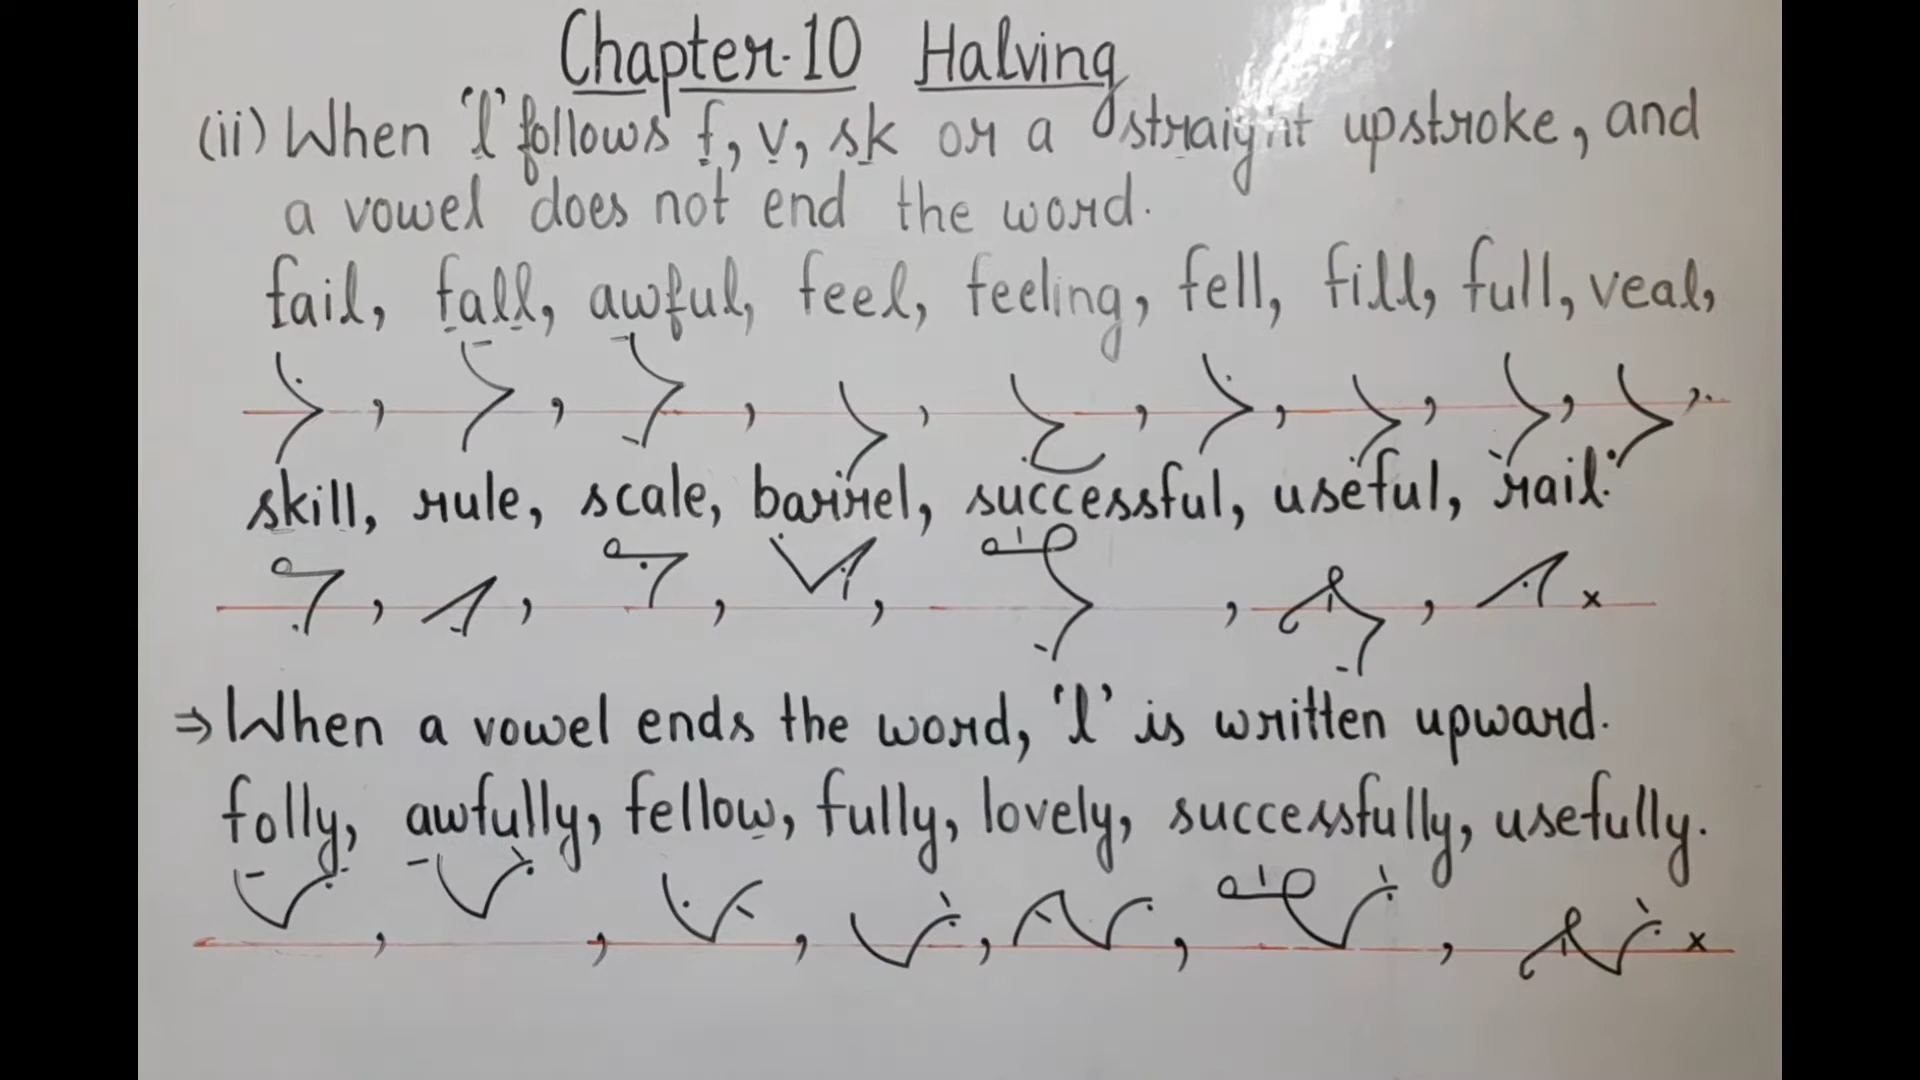 Chapter-10 Halving
(ii) When 'l' follows f, v, sk or a straight upstroke, and
a vowel does not end the word.
fail, fall, awful, feel, feeling, fell, fill, full, veal,
skill, rule, scale, barrel, successful, useful, rail.
⇒ When a vowel ends the word, 'l' is written upward.
folly, awfully, fellow, fully, lovely, successfully, usefully.